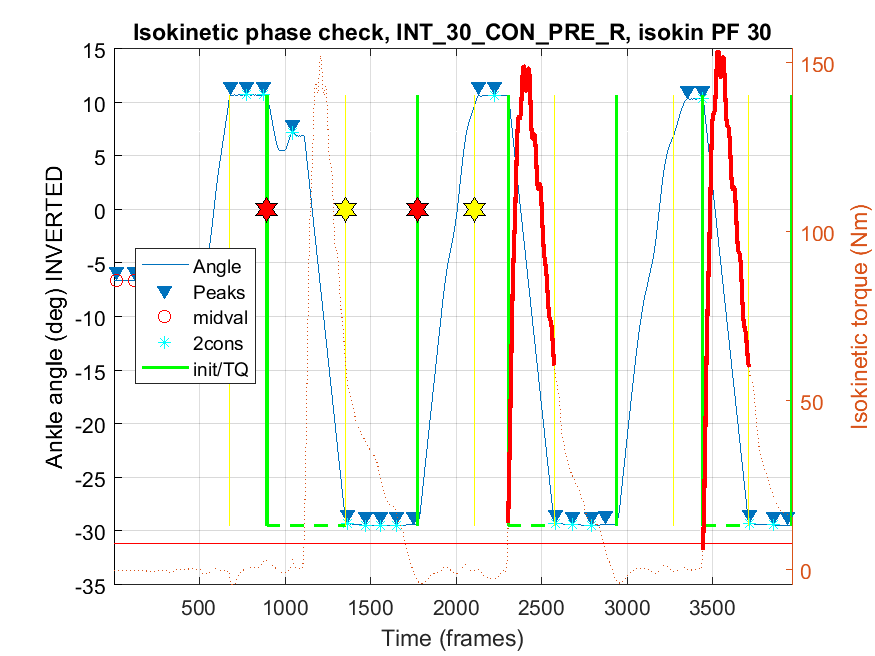 Isokinetic phase check, INT_30_CON_PRE_R, isokin PF 30
15
10
5
0
-5
-10
-15
-20
-25
-30
-35
Ankle angle (deg) INVERTED
Angle
Peaks
midval
2cons
init/TQ
150
100
50
0
Isokinetic torque (Nm)
500
1000
1500
2000
2500
3000
3500
Time (frames)